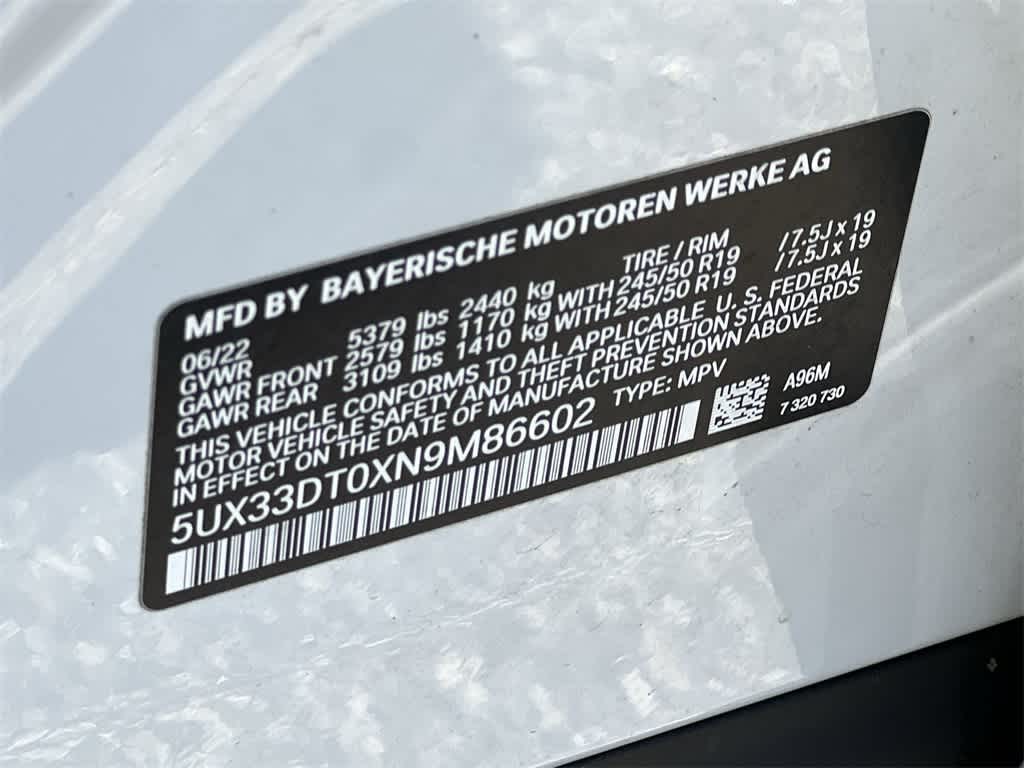 MFD BY BAYERISCHE MOTOREN WERKE AG
06/22 TIRE / RIM
GVWR 5379 lbs 2440 kg
GAWR FRONT 2579 lbs 1170 kg WITH 245/50 R19 / 7.5J x 19
GAWR REAR 3109 lbs 1410 kg WITH 245/50 R19 / 7.5J x 19
THIS VEHICLE CONFORMS TO ALL APPLICABLE U. S. FEDERAL
MOTOR VEHICLE SAFETY AND THEFT PREVENTION STANDARDS
IN EFFECT ON THE DATE OF MANUFACTURE SHOWN ABOVE.
5UX33DT0XN9M86602 TYPE: MPV
A96M
7 320 730